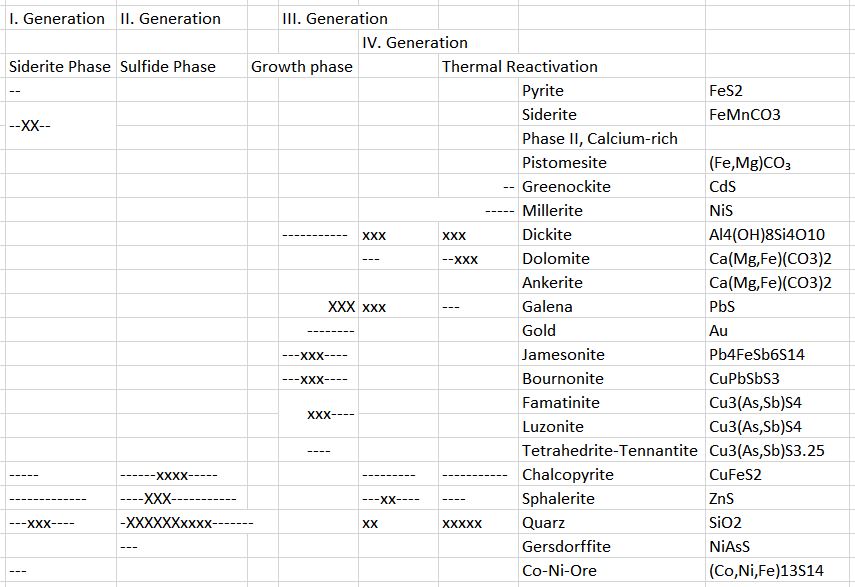 I. Generation II. Generation III. Generation
IV. Generation
Siderite Phase Sulfide Phase Growth phase Thermal Reactivation
-- Pyrite FeS2
Siderite FeMnCO3
--XX--
Phase II, Calcium-rich
Pistomesite (Fe,Mg)CO₃
-- Greenockite CdS
----- Millerite NiS
----------- xxx xxx Dickite Al4(OH)8Si4O10
--- --xxx Dolomite Ca(Mg,Fe)(CO3)2
Ankerite Ca(Mg,Fe)(CO3)2
XXX xxx --- Galena PbS
-------- Gold Au
---xxx---- Jamesonite Pb4FeSb6S14
---xxx---- Bournonite CuPbSbS3
Famatinite Cu3(As,Sb)S4
xxx----
Luzonite Cu3(As,Sb)S4
---- Tetrahedrite-Tennantite Cu3(As,Sb)S3.25
----- ------xxxx----- --------- ----------- Chalcopyrite CuFeS2
------------- ----XXX----------- ---xx---- ---- Sphalerite ZnS
---xxx---- -XXXXXXxxxx------- xx xxxxx Quarz SiO2
--- Gersdorffite NiAsS
--- Co-Ni-Ore (Co,Ni,Fe)13S14